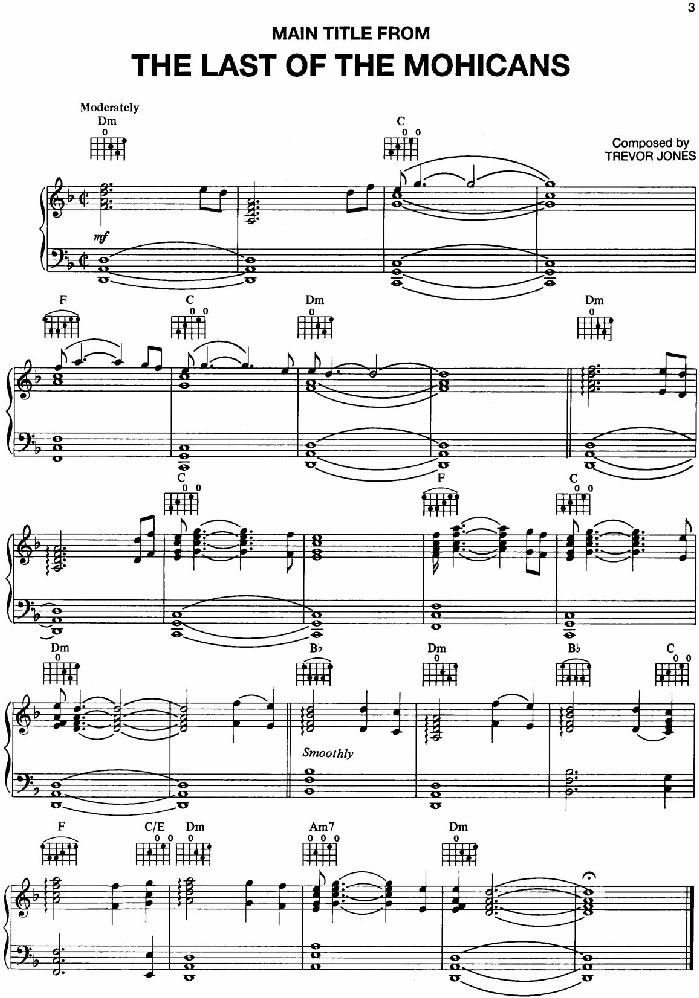 3
MAIN TITLE FROM
THE LAST OF THE MOHICANS
Moderately
Dm C
Composed by
TREVOR JONES
mf
F C Dm Dm
C F C
Dm B♭ Dm B♭ C
Smoothly
F C/E Dm Am7 Dm